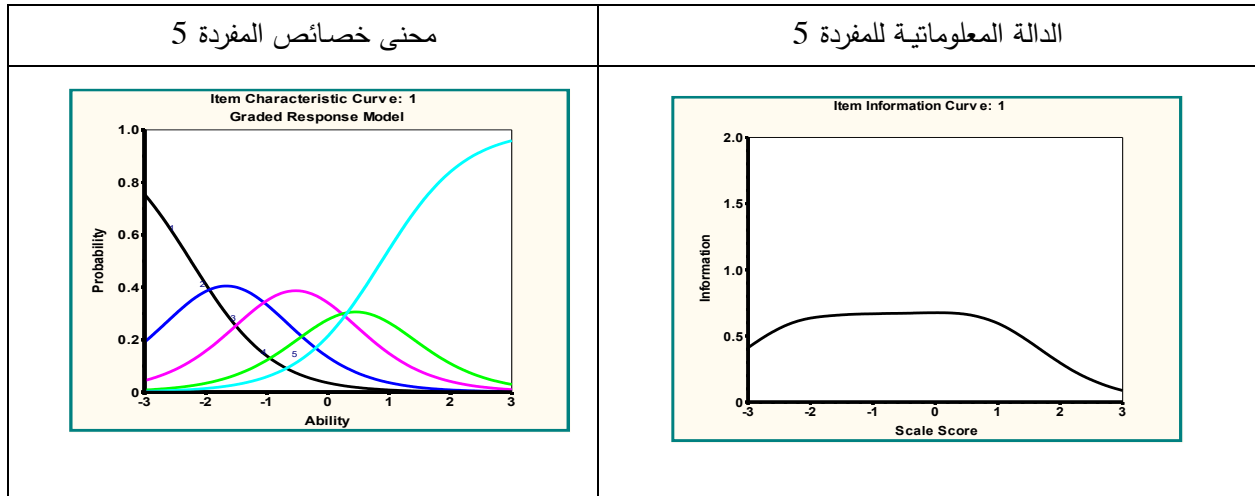 الدالة المعلوماتية للمفردة 5
محنى خصائص المفردة 5
Item Characteristic Curve: 1
Graded Response Model
1.0
0.8
0.6
0.4
0.2
0
Probability
1
2
3
4
5
-3 -2 -1 0 1 2 3
Ability
Item Information Curve: 1
2.0
1.5
1.0
0.5
0
Information
-3 -2 -1 0 1 2 3
Scale Score